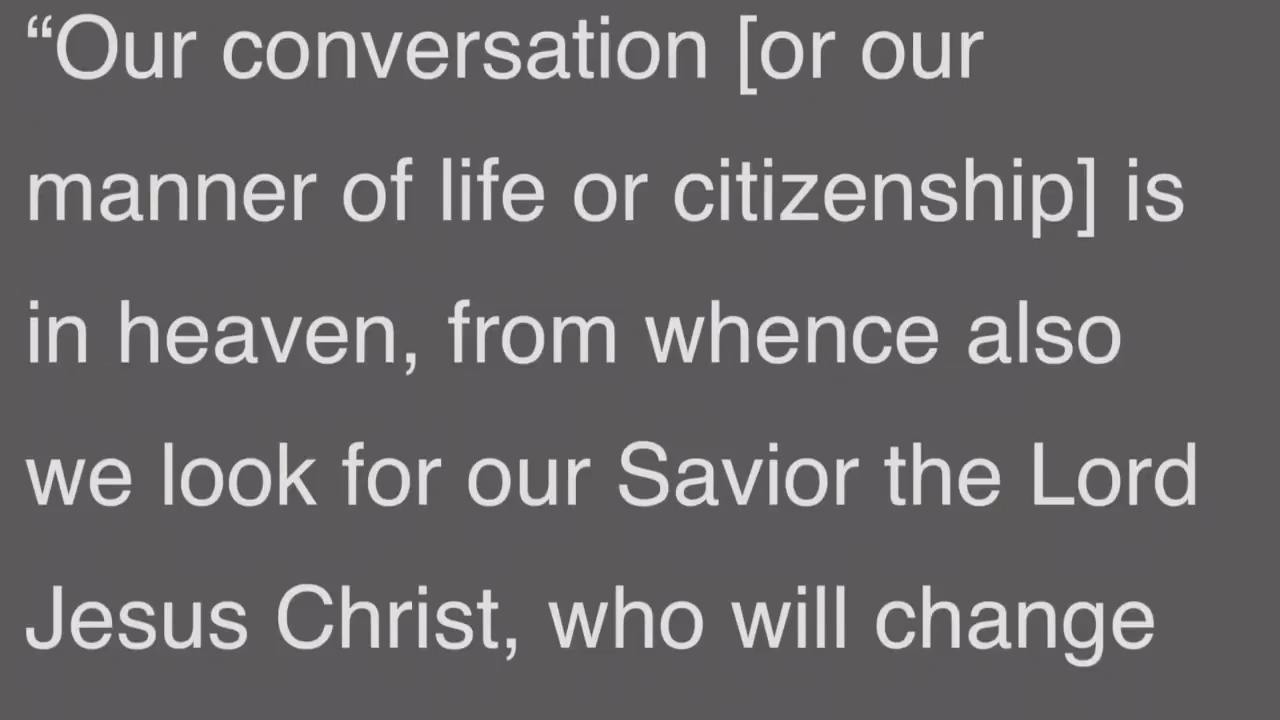 “Our conversation [or our
manner of life or citizenship] is
in heaven, from whence also
we look for our Savior the Lord
Jesus Christ, who will change